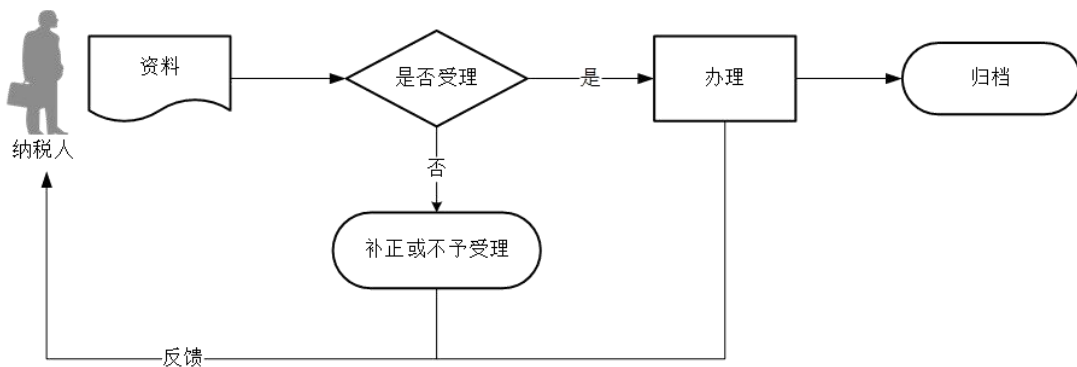 资料
是否受理
是
办理
归档
纳税人
否
补正或不予受理
反馈